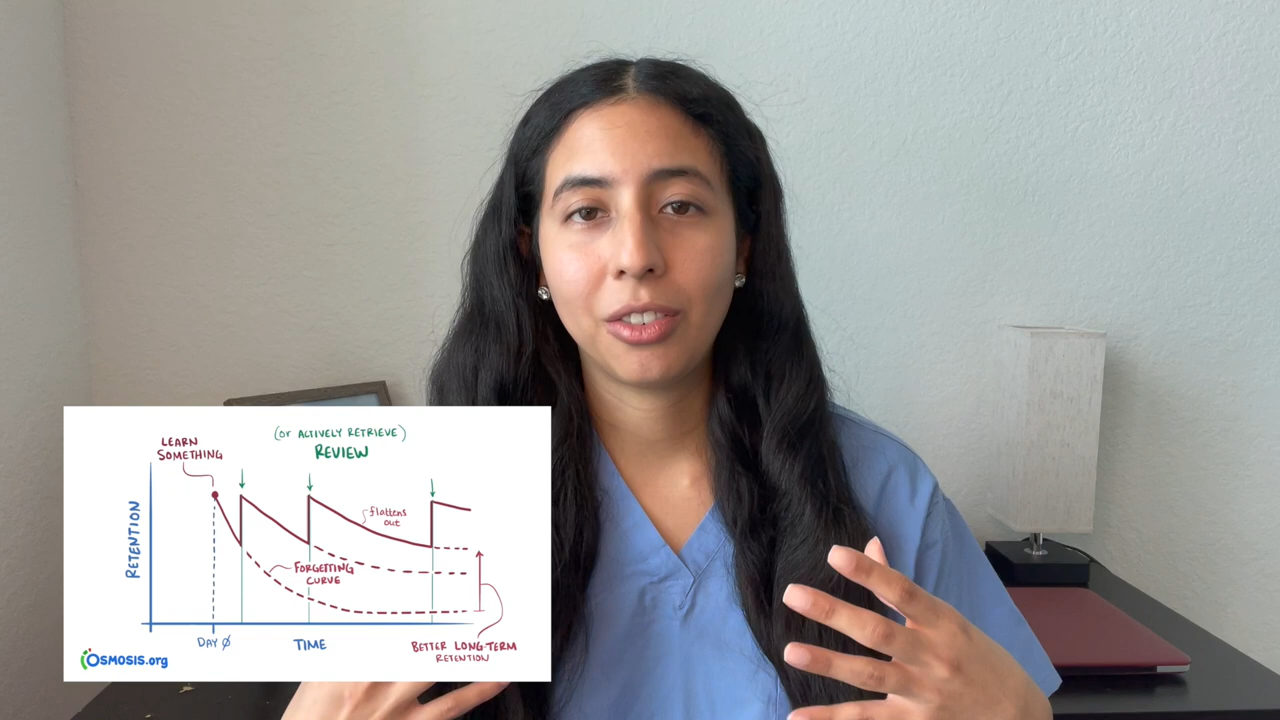 (or ACTIVELY RETRIEVE)
REVIEW
LEARN
SOMETHING
flattens
out
RETENTION
FORGETTING
CURVE
DAY 0
TIME
BETTER LONG-TERM
RETENTION
OSMOSIS.org